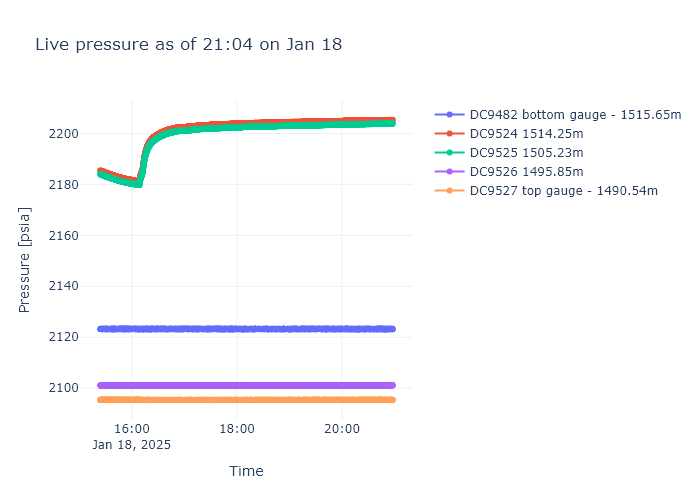 Live pressure as of 21:04 on Jan 18
DC9482 bottom gauge - 1515.65m
DC9524 1514.25m
DC9525 1505.23m
DC9526 1495.85m
DC9527 top gauge - 1490.54m
Pressure [psia]
2200
2180
2160
2140
2120
2100
16:00
18:00
20:00
Jan 18, 2025
Time